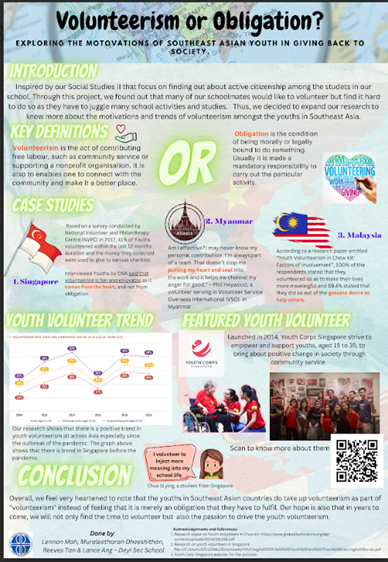 Volunteerism or Obligation?
EXPLORING THE MOTOVATIONS OF SOUTHEAST ASIAN YOUTH IN GIVING BACK TO
SOCIETY.
INTRODUCTION
Inspired by our Social Studies II that focus on finding out about active citizenship among the studets in our
school, Through this project, we found out that many of our schoolmates would like to volunteer but find it hard
to do so as they have to juggle many school activities and studies. Thus, we decided to expand our research to
know more about the motivations and trends of volunteerism amongst the youths in Southeast Asia.
KEY DEFINITIONS
Volunteerism is the act of contributing
free labour, such as community service or
supporting a nonprofit organisation. It is
also to enables one to connect with the
community and make it a better place.
OR
Obligation is the condition
of being morally or legally
bound to do something.
Usually it is made a
mandatory responsibility to
carry out the particular
activity.
VOLUNTEERING
CASE STUDIES
1. Singapore
Based on a survey conducted by
National Volunteer and Philanthropy
Centre (NVPC) in 2017, 41% of Youths
volunteered within the last 12 months
duration and the money they
collected were used to give to various charities.
Interviewed Youths by CNA said that
volunteering is fun and enjoyable as it
comes from the heart, and not from
obligation.
2. Myanmar
Am I effective? I may never know my
personal contribution. I'm always part
of a team. That doesn't stop me
putting my heart and soul into
the work and it helps me channel my
anger for good." – Phil Heywood, a
volunteer serving in Volunteer Service
Overseas International (VSO) in
Myanmar
3. Malaysia
According to a research paper entitled
"Youth Volunteerism in Chow Kit:
Factors of Involvement", 100% of the
respondents stated that they
volunteered so as to make their lives
more meaningful and 99.4% stated that
they did so out of the genuine desire to
help others.
YOUTH VOLUNTEER TREND
Our research shows that there is a positive trend in
youth volunteerism all across Asia especially since
the outbreak of the pandemic. The graph above
shows that there is trend in Singapore before the
pandemic.
FEATURED YOUTH VOLUNTEER
YOUTH CORPS
SINGAPORE
Launched in 2014, Youth Corps Singapore strive to
empower and support youths, aged 15 to 35, to
bring about positive change in society through
community service.
Scan to know more about them
I volunteer to
inject more
meaning into my
school life
Chua Si ying, a student from Singapore
CONCLUSION
Overall, we feel very heartened to note that the youths in Southeast Asian countries do take up volunteerism as part of
"volunteerism" instead of feeling that it is merely an obligation that they have to fulfil. Our hope is also that in years to
come, we will not only find the time to volunteer but also the passion to drive the youth volunteerism.
Done by:
Lennon Mah, Muraleetharan Dheeshithan,
Reeves Tan & Lance Ang – Deyi Sec School
Acknowledgements and References: